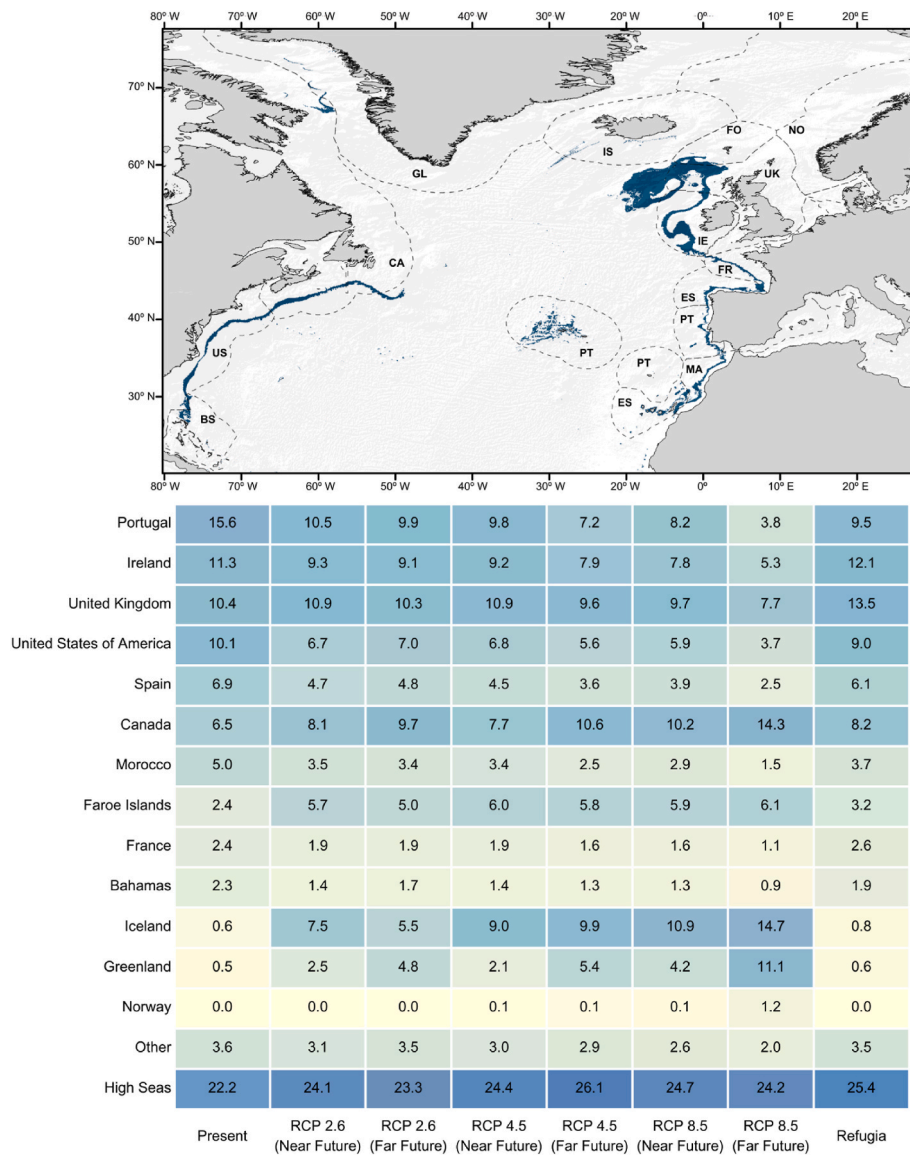 80° W 70° W 60° W 50° W 40° W 30° W 20° W 10° W 0° 10° E 20° E
70° N
60° N
50° N
40° N
30° N
FO NO
IS
GL UK
IE
CA
FR
ES
PT
US PT PT MA
ES
BS
80° W 70° W 60° W 50° W 40° W 30° W 20° W 10° W 0° 10° E 20° E
Portugal 15.6 10.5 9.9 9.8 7.2 8.2 3.8 9.5
Ireland 11.3 9.3 9.1 9.2 7.9 7.8 5.3 12.1
United Kingdom 10.4 10.9 10.3 10.9 9.6 9.7 7.7 13.5
United States of America 10.1 6.7 7.0 6.8 5.6 5.9 3.7 9.0
Spain 6.9 4.7 4.8 4.5 3.6 3.9 2.5 6.1
Canada 6.5 8.1 9.7 7.7 10.6 10.2 14.3 8.2
Morocco 5.0 3.5 3.4 3.4 2.5 2.9 1.5 3.7
Faroe Islands 2.4 5.7 5.0 6.0 5.8 5.9 6.1 3.2
France 2.4 1.9 1.9 1.9 1.6 1.6 1.1 2.6
Bahamas 2.3 1.4 1.7 1.4 1.3 1.3 0.9 1.9
Iceland 0.6 7.5 5.5 9.0 9.9 10.9 14.7 0.8
Greenland 0.5 2.5 4.8 2.1 5.4 4.2 11.1 0.6
Norway 0.0 0.0 0.0 0.1 0.1 0.1 1.2 0.0
Other 3.6 3.1 3.5 3.0 2.9 2.6 2.0 3.5
High Seas 22.2 24.1 23.3 24.4 26.1 24.7 24.2 25.4
Present RCP 2.6 RCP 2.6 RCP 4.5 RCP 4.5 RCP 8.5 RCP 8.5 Refugia
(Near Future) (Far Future) (Near Future) (Far Future) (Near Future) (Far Future)